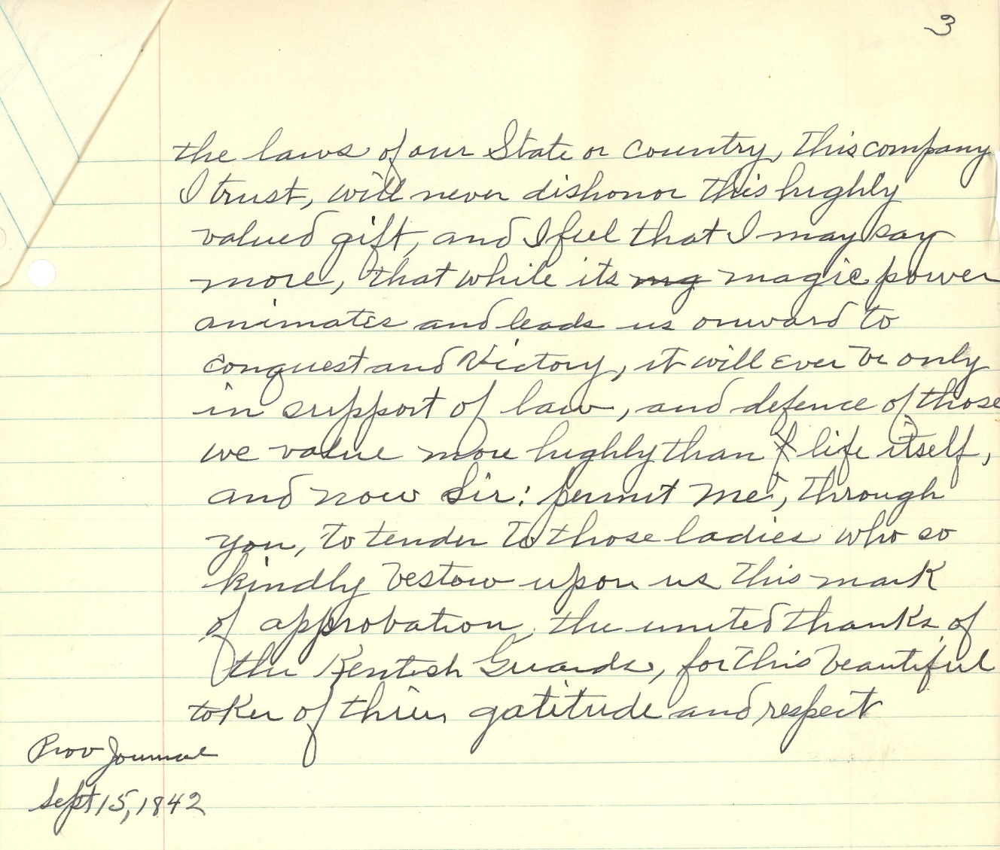 3
the laws of our State or country, this company
I trust, will never dishonor this highly
valued gift, and I feel that I may say
more, that while its mg magic power
animates and leads us onward to
conquest and Victory, it will ever be only
in support of law, and defence of those
we value more highly than f life itself,
and now Sir: permit me, through
you, to tender to those ladies who so
kindly bestow upon us this mark
of approbation, the united thanks of
the Kentish Guards, for this beautiful
token of thier gatitude and respect
Prov Journal
Sept 15, 1842